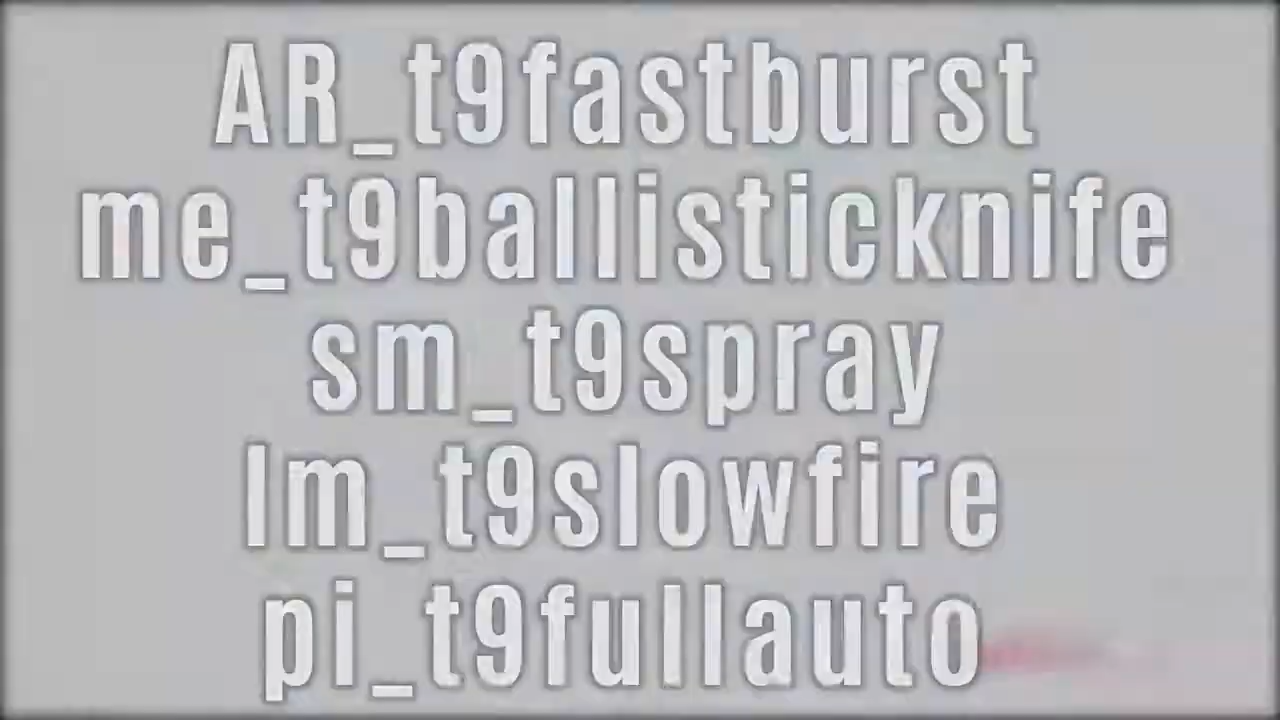 AR_t9fastburst
me_t9ballisticknife
sm_t9spray
lm_t9slowfire
pi_t9fullauto